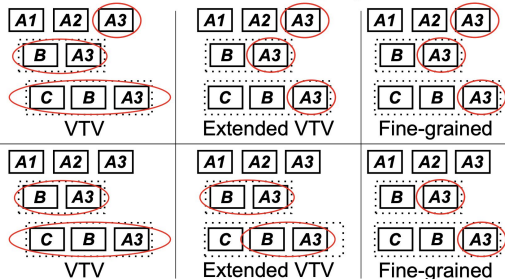 A1 A2 A3 A1 A2 A3 A1 A2 A3
B A3 B A3 B A3
C B A3 C B A3 C B A3
VTV Extended VTV Fine-grained
A1 A2 A3 A1 A2 A3 A1 A2 A3
B A3 B A3 B A3
C B A3 C B A3 C B A3
VTV Extended VTV Fine-grained